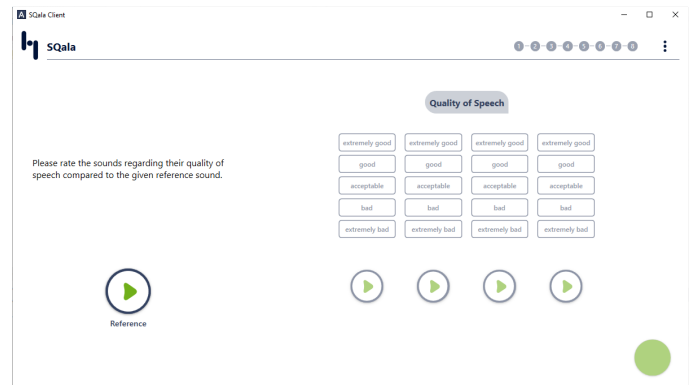 SQala Client
SQala
1 2 3 4 5 6 7 8
Quality of Speech
Please rate the sounds regarding their quality of
speech compared to the given reference sound.
extremely good extremely good extremely good extremely good
good good good good
acceptable acceptable acceptable acceptable
bad bad bad bad
extremely bad extremely bad extremely bad extremely bad
Reference